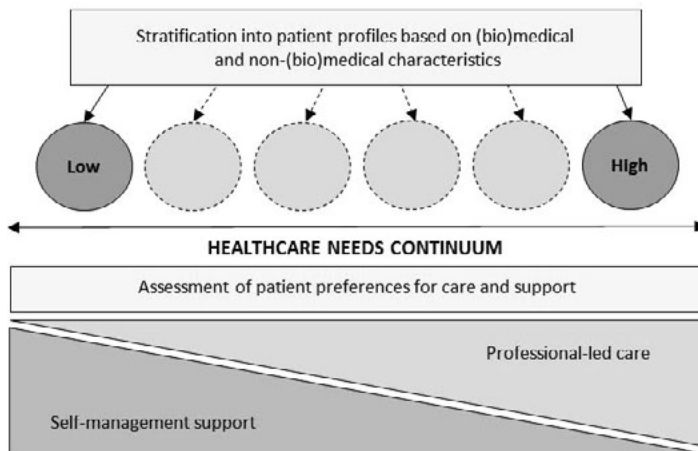 Stratification into patient profiles based on (bio)medical
and non-(bio)medical characteristics
Low
High
HEALTHCARE NEEDS CONTINUUM
Assessment of patient preferences for care and support
Professional-led care
Self-management support